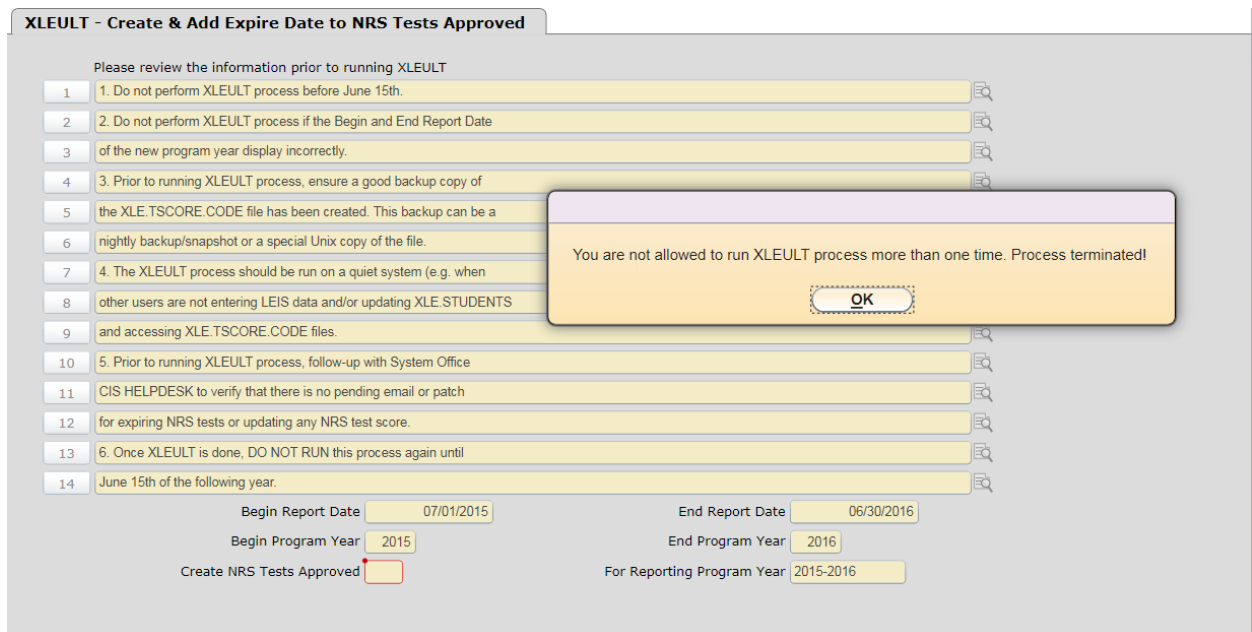 XLEULT - Create & Add Expire Date to NRS Tests Approved
Please review the information prior to running XLEULT
1 1. Do not perform XLEULT process before June 15th.
2 2. Do not perform XLEULT process if the Begin and End Report Date
3 of the new program year display incorrectly.
4 3. Prior to running XLEULT process, ensure a good backup copy of
5 the XLE.TSCORE.CODE file has been created. This backup can be a
6 nightly backup/snapshot or a special Unix copy of the file.
7 4. The XLEULT process should be run on a quiet system (e.g. when
8 other users are not entering LEIS data and/or updating XLE.STUDENTS
9 and accessing XLE.TSCORE.CODE files.
10 5. Prior to running XLEULT process, follow-up with System Office
11 CIS HELPDESK to verify that there is no pending email or patch
12 for expiring NRS tests or updating any NRS test score.
13 6. Once XLEULT is done, DO NOT RUN this process again until
14 June 15th of the following year.
You are not allowed to run XLEULT process more than one time. Process terminated!
OK
Begin Report Date 07/01/2015 End Report Date 06/30/2016
Begin Program Year 2015 End Program Year 2016
Create NRS Tests Approved For Reporting Program Year 2015-2016